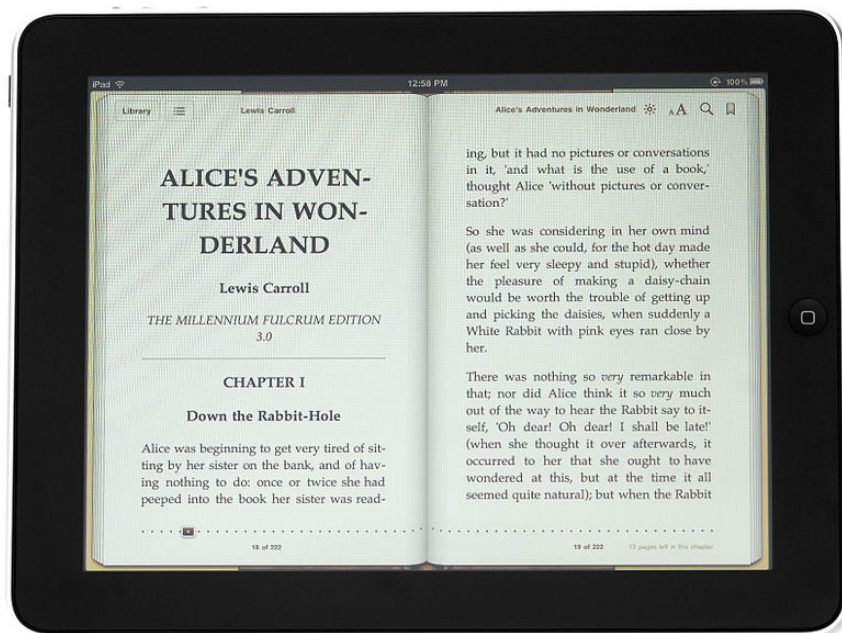 iPad
12:58 PM
100%
Library
Lewis Carroll
Alice's Adventures in Wonderland
AA
ALICE'S ADVEN-
TURES IN WON-
DERLAND
Lewis Carroll
THE MILLENNIUM FULCRUM EDITION
3.0
CHAPTER I
Down the Rabbit-Hole
Alice was beginning to get very tired of sit-
ting by her sister on the bank, and of hav-
ing nothing to do: once or twice she had
peeped into the book her sister was read-
18 of 222
ing, but it had no pictures or conversations
in it, 'and what is the use of a book,'
thought Alice 'without pictures or conver-
sation?'
So she was considering in her own mind
(as well as she could, for the hot day made
her feel very sleepy and stupid), whether
the pleasure of making a daisy-chain
would be worth the trouble of getting up
and picking the daisies, when suddenly a
White Rabbit with pink eyes ran close by
her.
There was nothing so very remarkable in
that; nor did Alice think it so very much
out of the way to hear the Rabbit say to it-
self, 'Oh dear! Oh dear! I shall be late!'
(when she thought it over afterwards, it
occurred to her that she ought to have
wondered at this, but at the time it all
seemed quite natural); but when the Rabbit
19 of 222
13 pages left in this chapter